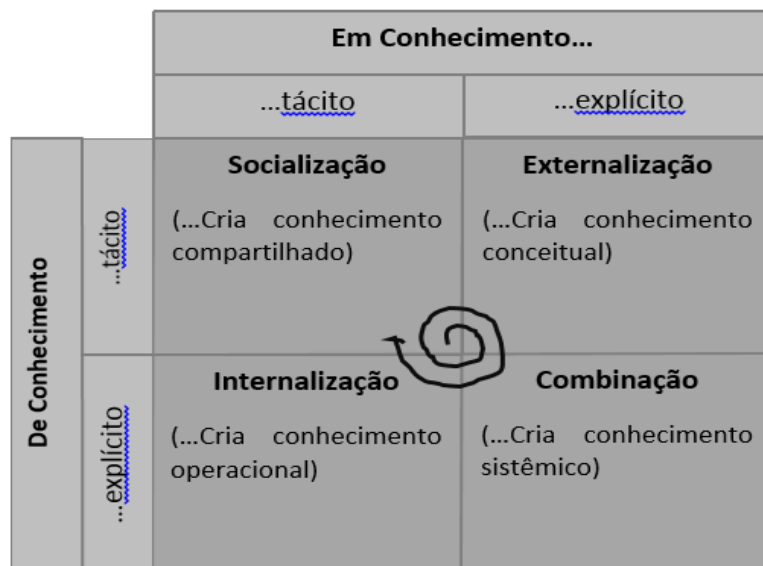 Em Conhecimento...
...tácito
...explícito
De Conhecimento
...tácito
Socialização
(...Cria conhecimento
compartilhado)
Externalização
(...Cria conhecimento
conceitual)
...explícito
Internalização
(...Cria conhecimento
operacional)
Combinação
(...Cria conhecimento
sistêmico)